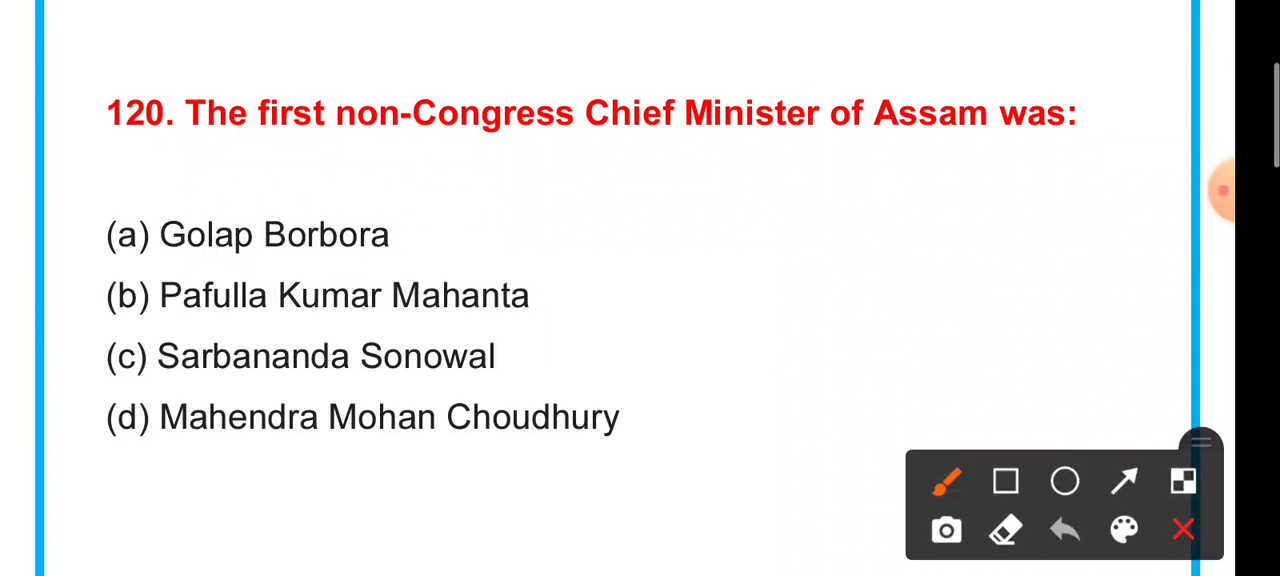 120. The first non-Congress Chief Minister of Assam was:
(a) Golap Borbora
(b) Pafulla Kumar Mahanta
(c) Sarbananda Sonowal
(d) Mahendra Mohan Choudhury